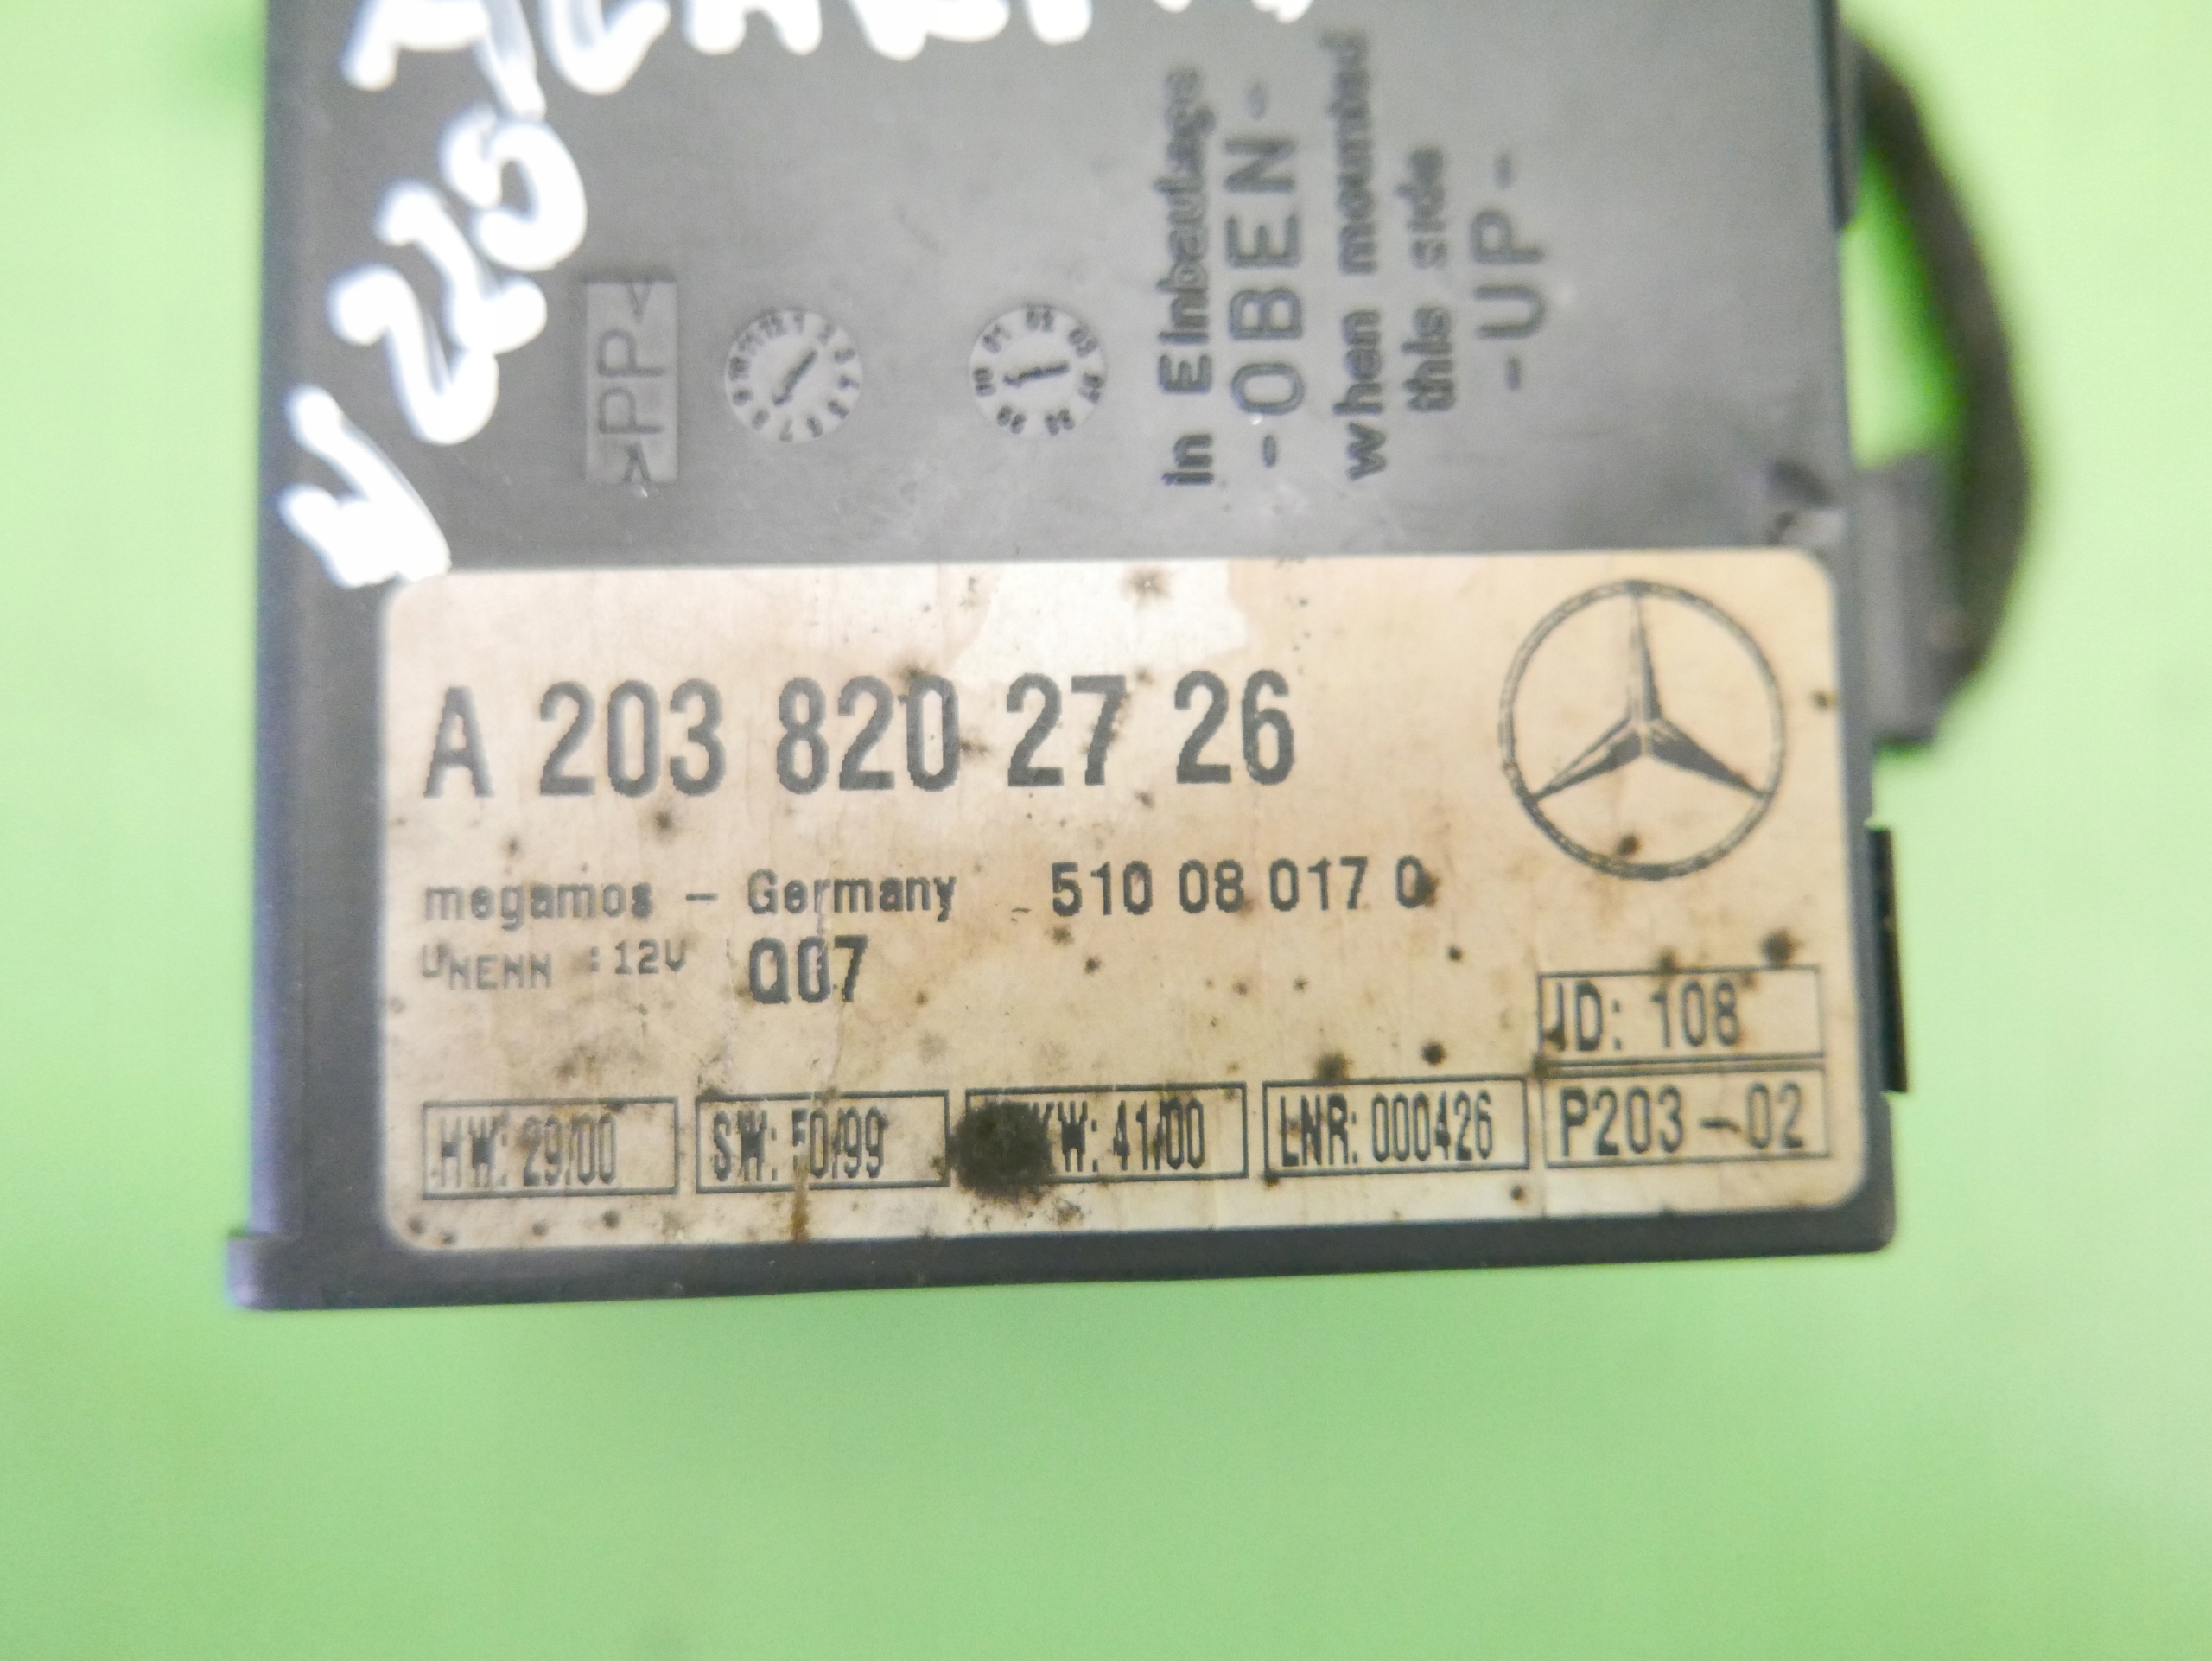 >PP<
in Einbaulage
-OBEN-
when mounted
this side
-UP-
A 203 820 27 26
megamos - Germany - 510 08 017 0
UNENN : 12V Q07
ID: 108
HW: 29/00 SW: 50/99 KW: 41/00 LNR: 000426 P203-02